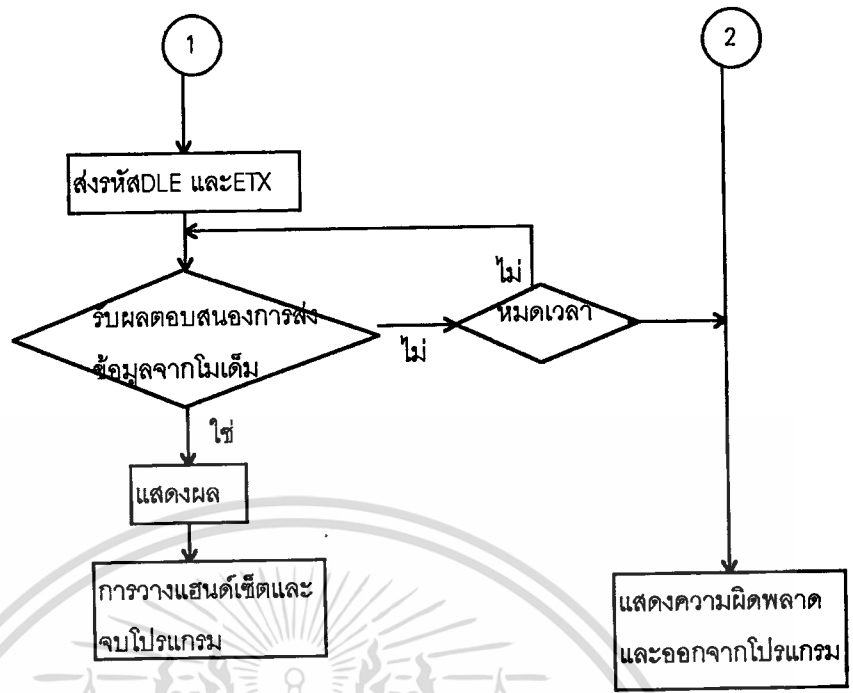 1
2
ส่งรหัสDLE และETX
ไม่
รับผลตอบสนองการส่ง
ข้อมูลจากโมเด็ม
หมดเวลา
ไม่
ใช่
แสดงผล
การวางแฮนด์เซ็ตและ
จบโปรแกรม
แสดงความผิดพลาด
และออกจากโปรแกรม